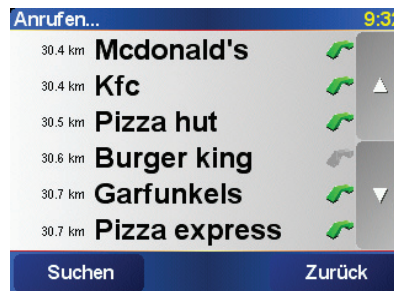 Anrufen... 9:32
30.4 km Mcdonald's
30.4 km Kfc
30.5 km Pizza hut
30.6 km Burger king
30.7 km Garfunkels
30.7 km Pizza express
Suchen Zurück